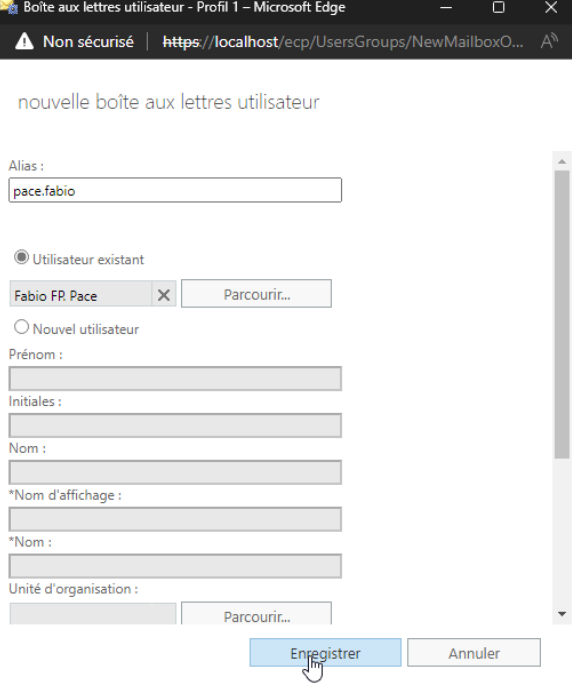 Boîte aux lettres utilisateur - Profil 1 – Microsoft Edge
Non sécurisé | https://localhost/ecp/UsersGroups/NewMailboxO... A
nouvelle boîte aux lettres utilisateur
Alias :
pace.fabio
Utilisateur existant
Fabio FP. Pace Parcourir...
Nouvel utilisateur
Prénom :
Initiales :
Nom :
*Nom d'affichage :
*Nom :
Unité d'organisation :
Parcourir...
Enregistrer Annuler